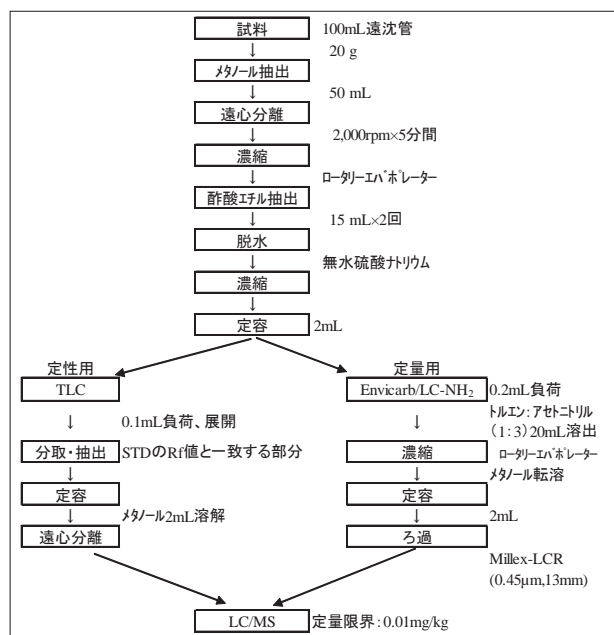 試料 100mL遠沈管
↓ 20 g
メタノール抽出
↓ 50 mL
遠心分離
↓ 2,000rpm×5分間
濃縮
↓ ロータリーエバポレーター
酢酸エチル抽出
↓ 15 mL×2回
脱水
↓ 無水硫酸ナトリウム
濃縮
↓
定容 2mL
定性用
TLC
↓ 0.1mL負荷、展開
分取・抽出 STDのRf値と一致する部分
↓
定容
↓ メタノール2mL溶解
遠心分離
定量用
Envicarb/LC-NH₂ 0.2mL負荷
トルエン:アセトニトリル
↓ (1:3)20mL溶出
濃縮 ロータリーエバポレーター
↓ メタノール転溶
定容
↓ 2mL
ろ過
Millex-LCR
(0.45μm,13mm)
LC/MS 定量限界:0.01mg/kg